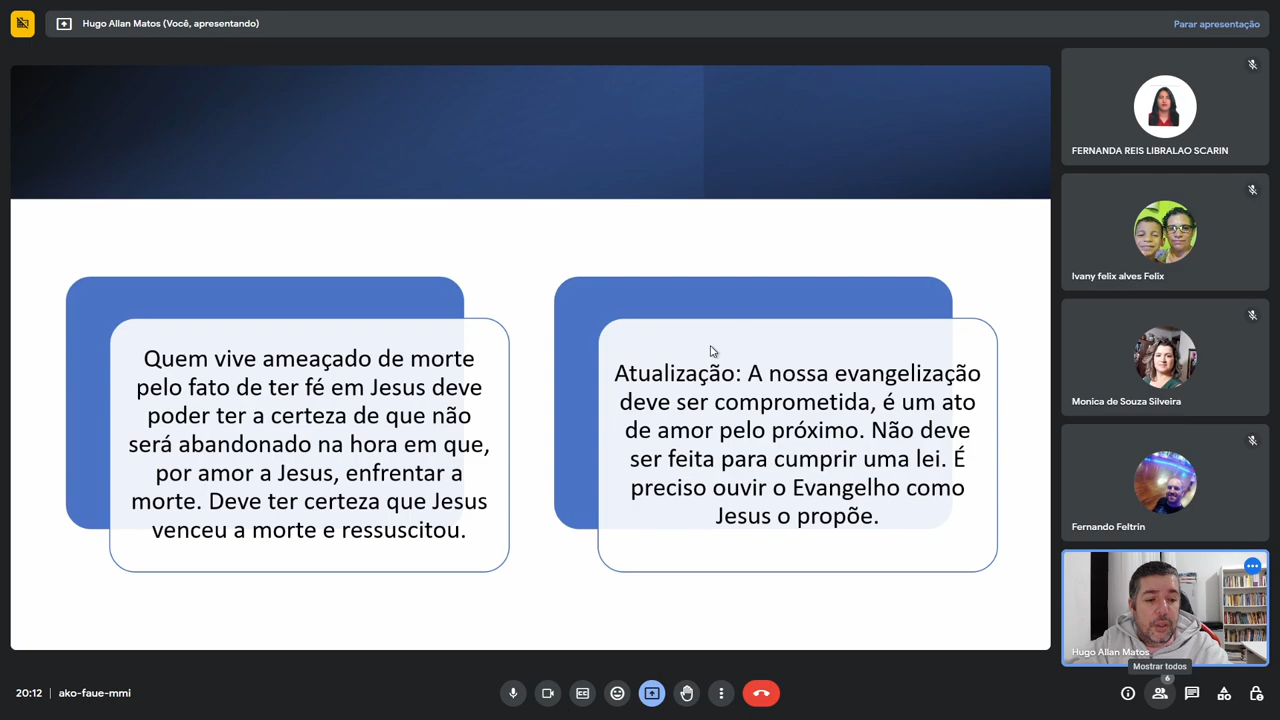 Hugo Allan Matos (Você, apresentando)
Parar apresentação
Quem vive ameaçado de morte
pelo fato de ter fé em Jesus deve
poder ter a certeza de que não
será abandonado na hora em que,
por amor a Jesus, enfrentar a
morte. Deve ter certeza que Jesus
venceu a morte e ressuscitou.
Atualização: A nossa evangelização
deve ser comprometida, é um ato
de amor pelo próximo. Não deve
ser feita para cumprir uma lei. É
preciso ouvir o Evangelho como
Jesus o propõe.
FERNANDA REIS LIBRALAO SCARIN
Ivany felix alves Felix
Monica de Souza Silveira
Fernando Feltrin
Hugo Allan Matos
Mostrar todos
6
20:12
ako-faue-mmi
CC